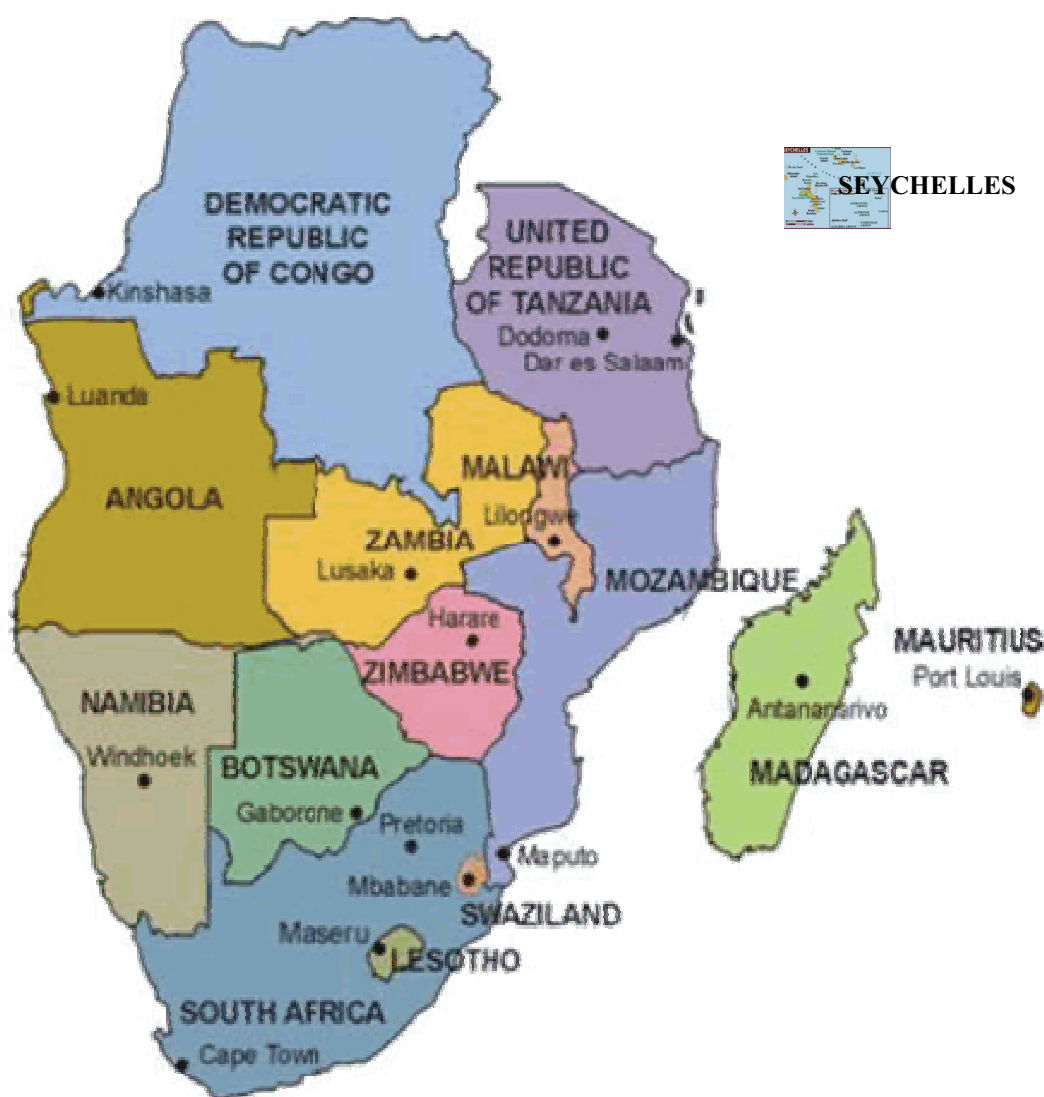 DEMOCRATIC
REPUBLIC
OF CONGO
Kinshasa
SEYCHELLES
SEYCHELLES
UNITED
REPUBLIC
OF TANZANIA
Dodoma
Dar es Salaam
Luanda
ANGOLA
MALAWI
Lilongwe
ZAMBIA
Lusaka
MOZAMBIQUE
Harare
ZIMBABWE
MAURITIUS
Port Louis
NAMIBIA
Windhoek
Antananarivo
MADAGASCAR
BOTSWANA
Gaborone
Pretoria
Maputo
Mbabane
SWAZILAND
Maseru
LESOTHO
SOUTH AFRICA
Cape Town